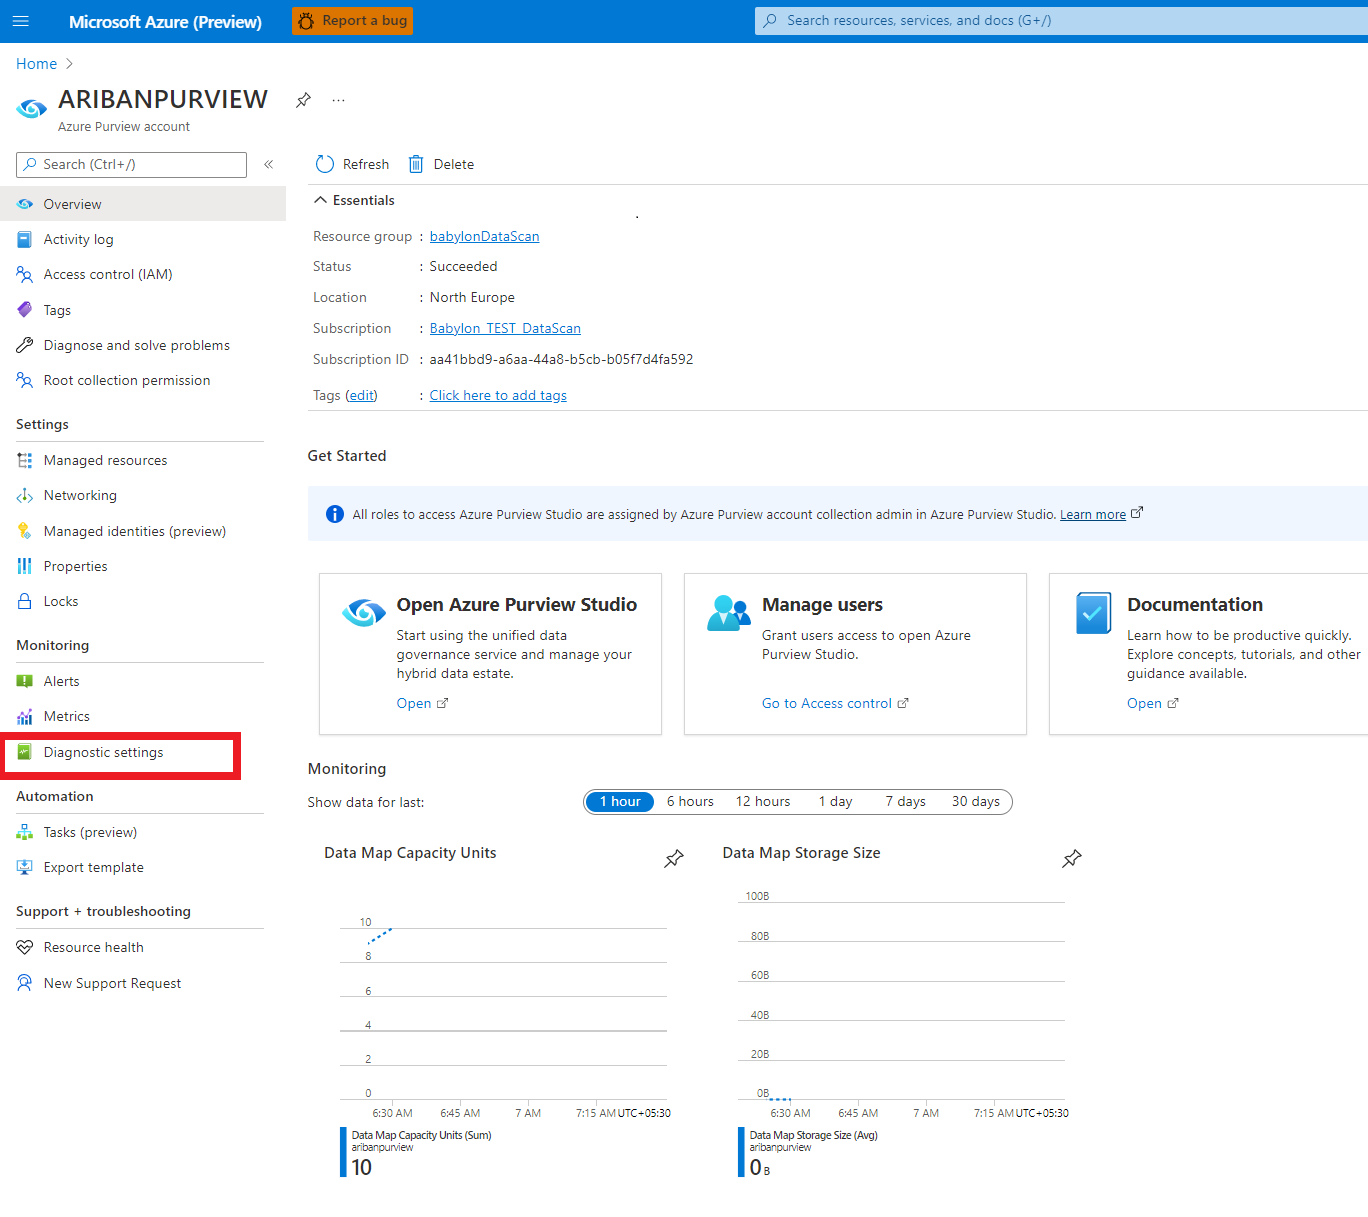 Microsoft Azure (Preview)
Report a bug
Search resources, services, and docs (G+/)
Home
ARIBANPURVIEW
...
Azure Purview account
Search (Ctrl+/)
«
Overview
Activity log
Access control (IAM)
Tags
Diagnose and solve problems
Root collection permission
Settings
Managed resources
Networking
Managed identities (preview)
Properties
Locks
Monitoring
Alerts
Metrics
Diagnostic settings
Automation
Tasks (preview)
Export template
Support + troubleshooting
Resource health
New Support Request
Refresh
Delete
Essentials
Resource group : babylonDataScan
Status : Succeeded
Location : North Europe
Subscription : Babylon_TEST_DataScan
Subscription ID : aa41bbd9-a6aa-44a8-b5cb-b05f7d4fa592
Tags (edit) : Click here to add tags
Get Started
All roles to access Azure Purview Studio are assigned by Azure Purview account collection admin in Azure Purview Studio. Learn more
Open Azure Purview Studio
Start using the unified data
governance service and manage your
hybrid data estate.
Open
Manage users
Grant users access to open Azure
Purview Studio.
Go to Access control
Documentation
Learn how to be productive quickly.
Explore concepts, tutorials, and other
guidance available.
Open
Monitoring
Show data for last:
1 hour
6 hours
12 hours
1 day
7 days
30 days
Data Map Capacity Units
10
8
6
4
2
0
6:30 AM
6:45 AM
7 AM
7:15 AM
UTC+05:30
Data Map Capacity Units (Sum)
aribanpurview
10
Data Map Storage Size
100B
80B
60B
40B
20B
0B
6:30 AM
6:45 AM
7 AM
7:15 AM
UTC+05:30
Data Map Storage Size (Avg)
aribanpurview
0 B